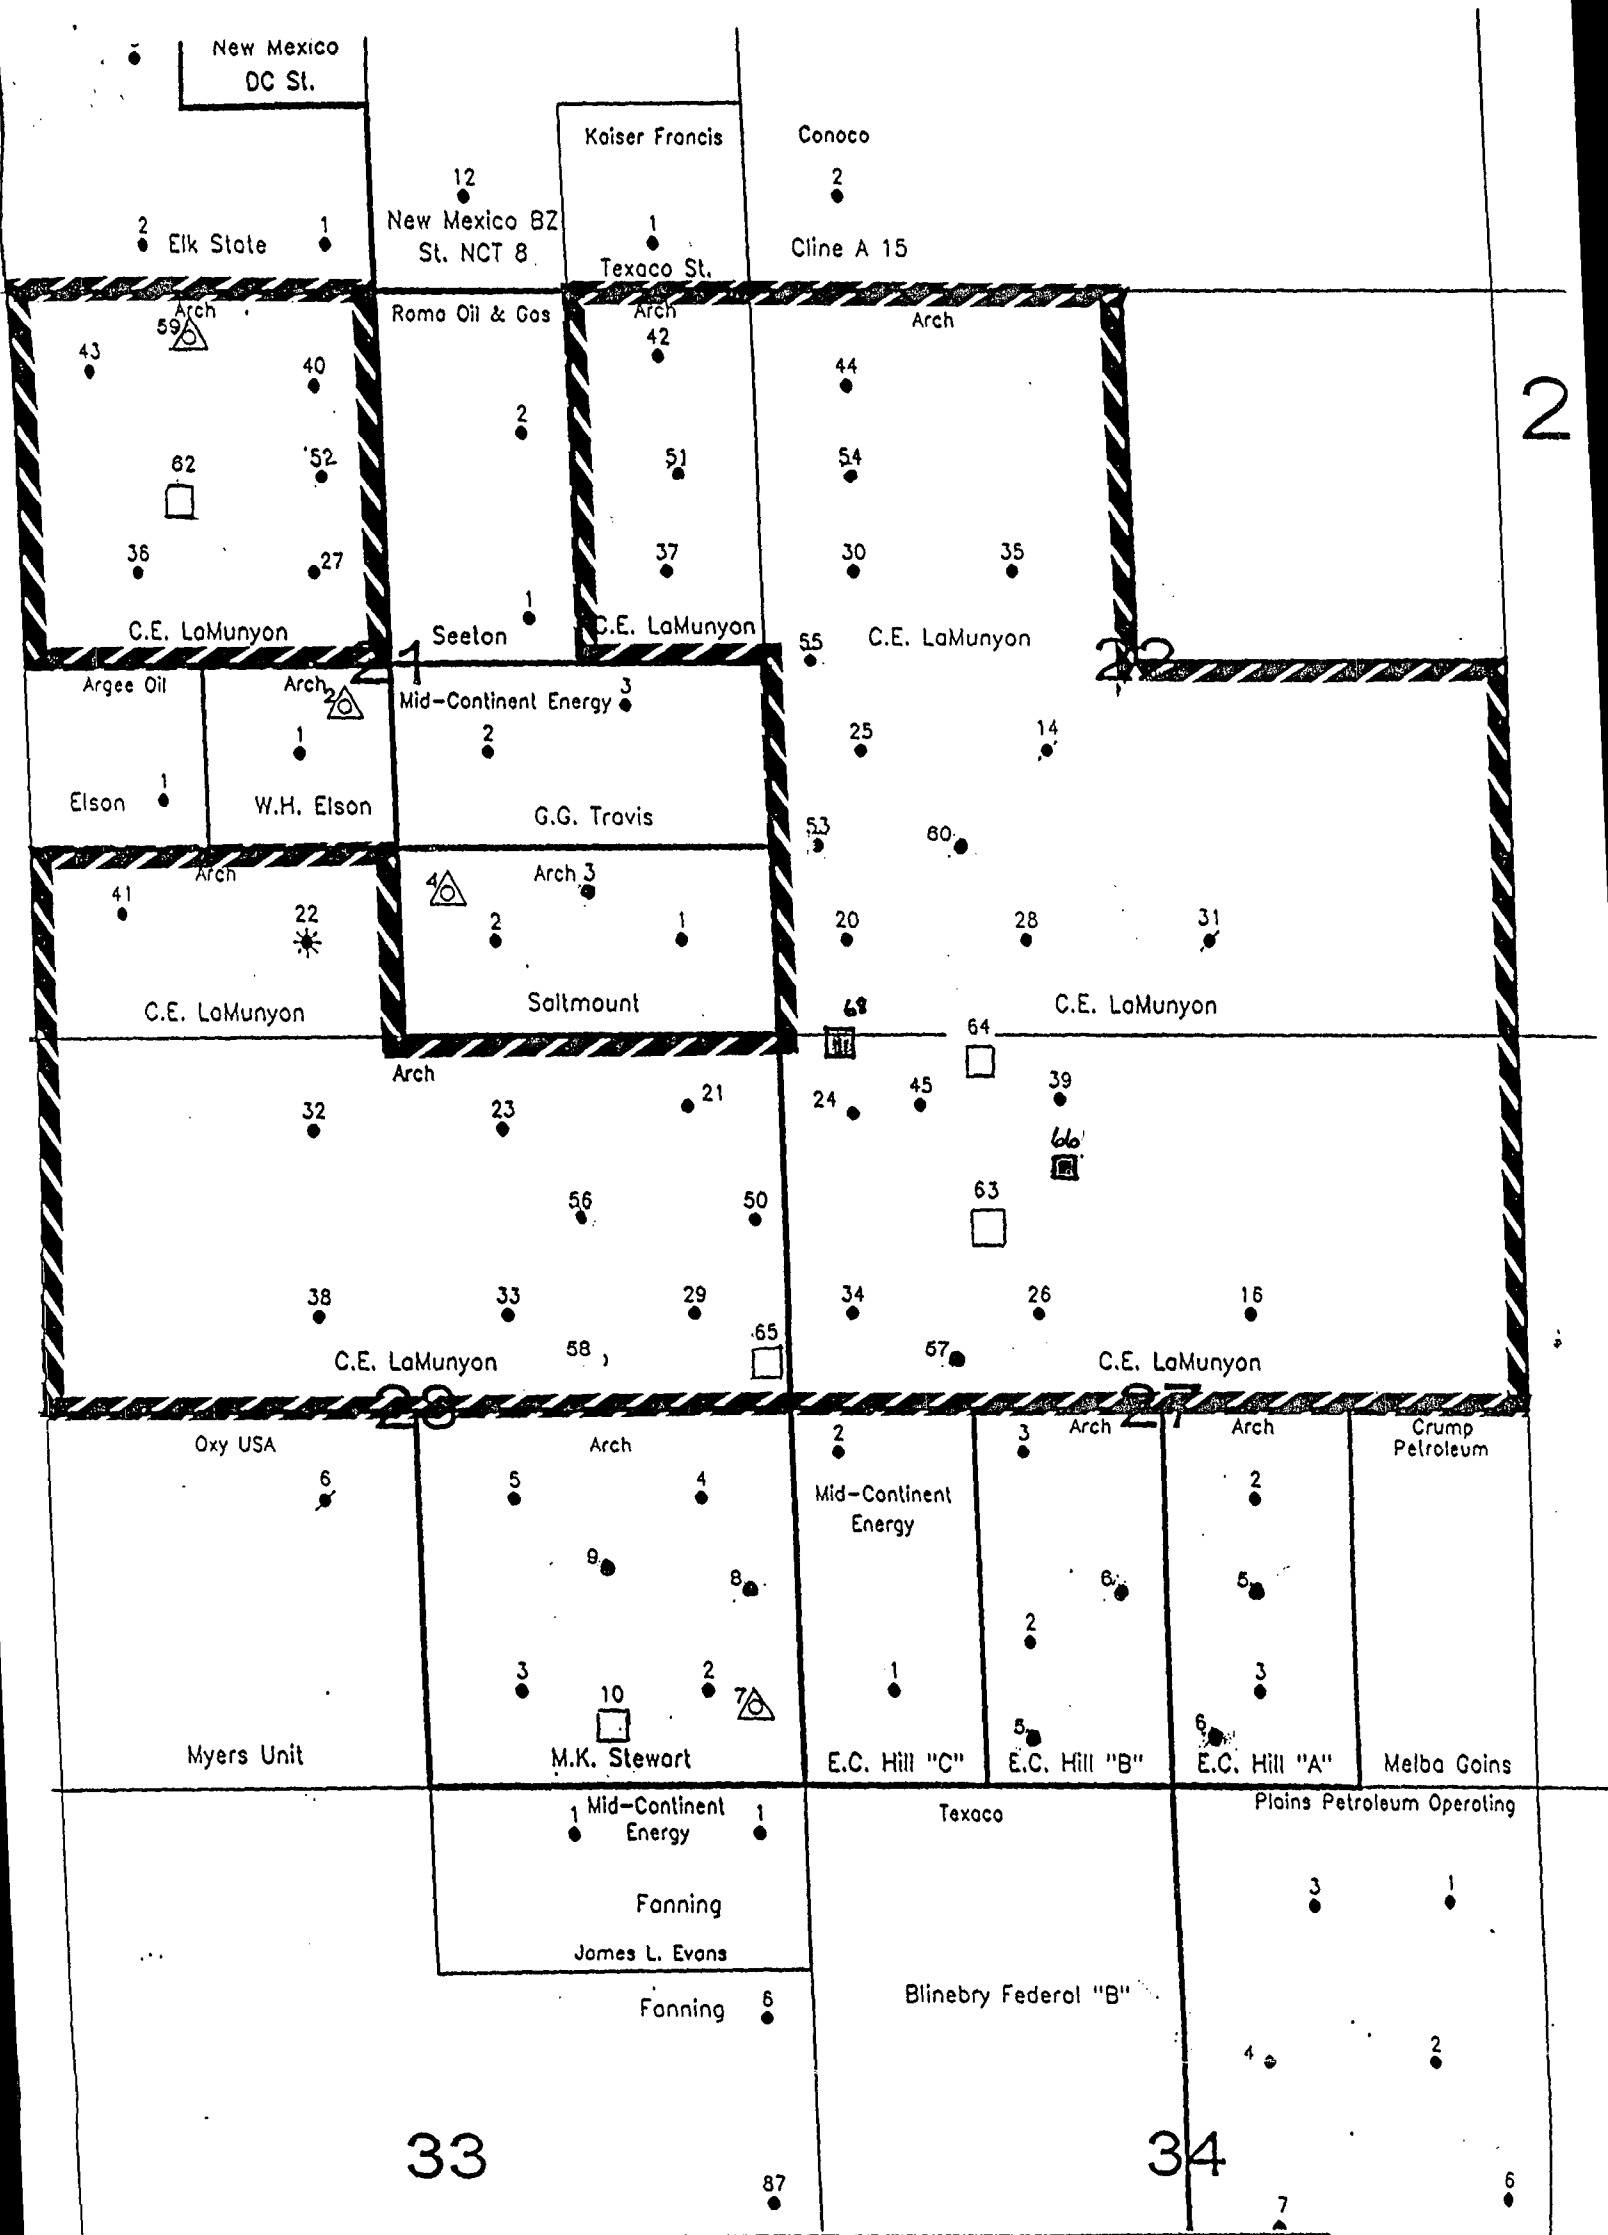 New Mexico
DC St.
Kaiser Francis
Conoco
12
2
New Mexico BZ
St. NCT 8
2
Elk State
1
1
Texaco St.
Cline A 15
Arch
59
Roma Oil & Gas
Arch
Arch
43
40
42
44
2
2
62
52
51
54
36
27
37
30
35
1
C.E. LaMunyon
Seelon
C.E. LaMunyon
55
C.E. LaMunyon
21
22
Argee Oil
Arch
2
Mid-Continent Energy
3
1
2
25
14
Elson
1
W.H. Elson
G.G. Travis
53
60
Arch
4
Arch
3
41
22
2
1
20
28
31
C.E. LaMunyon
Saltmount
68
C.E. LaMunyon
64
Arch
32
23
21
24
45
39
66
56
50
63
38
33
29
34
26
16
C.E. LaMunyon
58
65
57
C.E. LaMunyon
28
27
Oxy USA
Arch
2
3
Arch
Arch
Crump
Petroleum
6
5
4
Mid-Continent
Energy
2
9
8
6
5
2
3
10
2
7
1
3
5
6
Myers Unit
M.K. Stewart
E.C. Hill "C"
E.C. Hill "B"
E.C. Hill "A"
Melba Goins
1
Mid-Continent
Energy
1
Texaco
Plains Petroleum Operating
3
1
Fanning
James L. Evans
Fanning
6
Blinebry Federal "B"
4
2
33
34
87
7
6